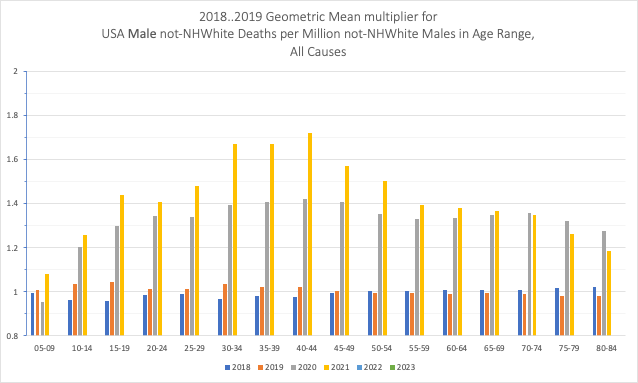 2018..2019 Geometric Mean multiplier for
USA Male not-NHWhite Deaths per Million not-NHWhite Males in Age Range,
All Causes
2
1.8
1.6
1.4
1.2
1
0.8
05-09 10-14 15-19 20-24 25-29 30-34 35-39 40-44 45-49 50-54 55-59 60-64 65-69 70-74 75-79 80-84
2018 2019 2020 2021 2022 2023